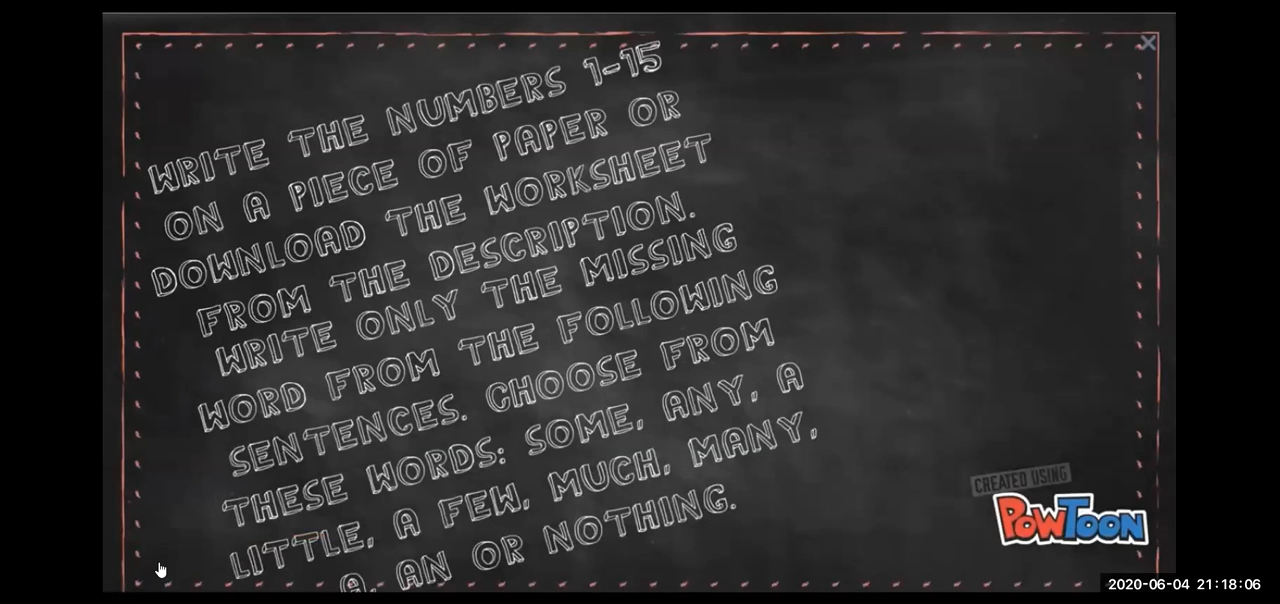 WRITE THE NUMBERS 1-15
ON A PIECE OF PAPER OR
DOWNLOAD THE WORKSHEET
FROM THE DESCRIPTION.
WRITE ONLY THE MISSING
WORD FROM THE FOLLOWING
SENTENCES. CHOOSE FROM
THESE WORDS: SOME, ANY, A
LITTLE, A FEW, MUCH, MANY,
A, AN OR NOTHING.
CREATED USING
POWTOON
2020-06-04 21:18:06